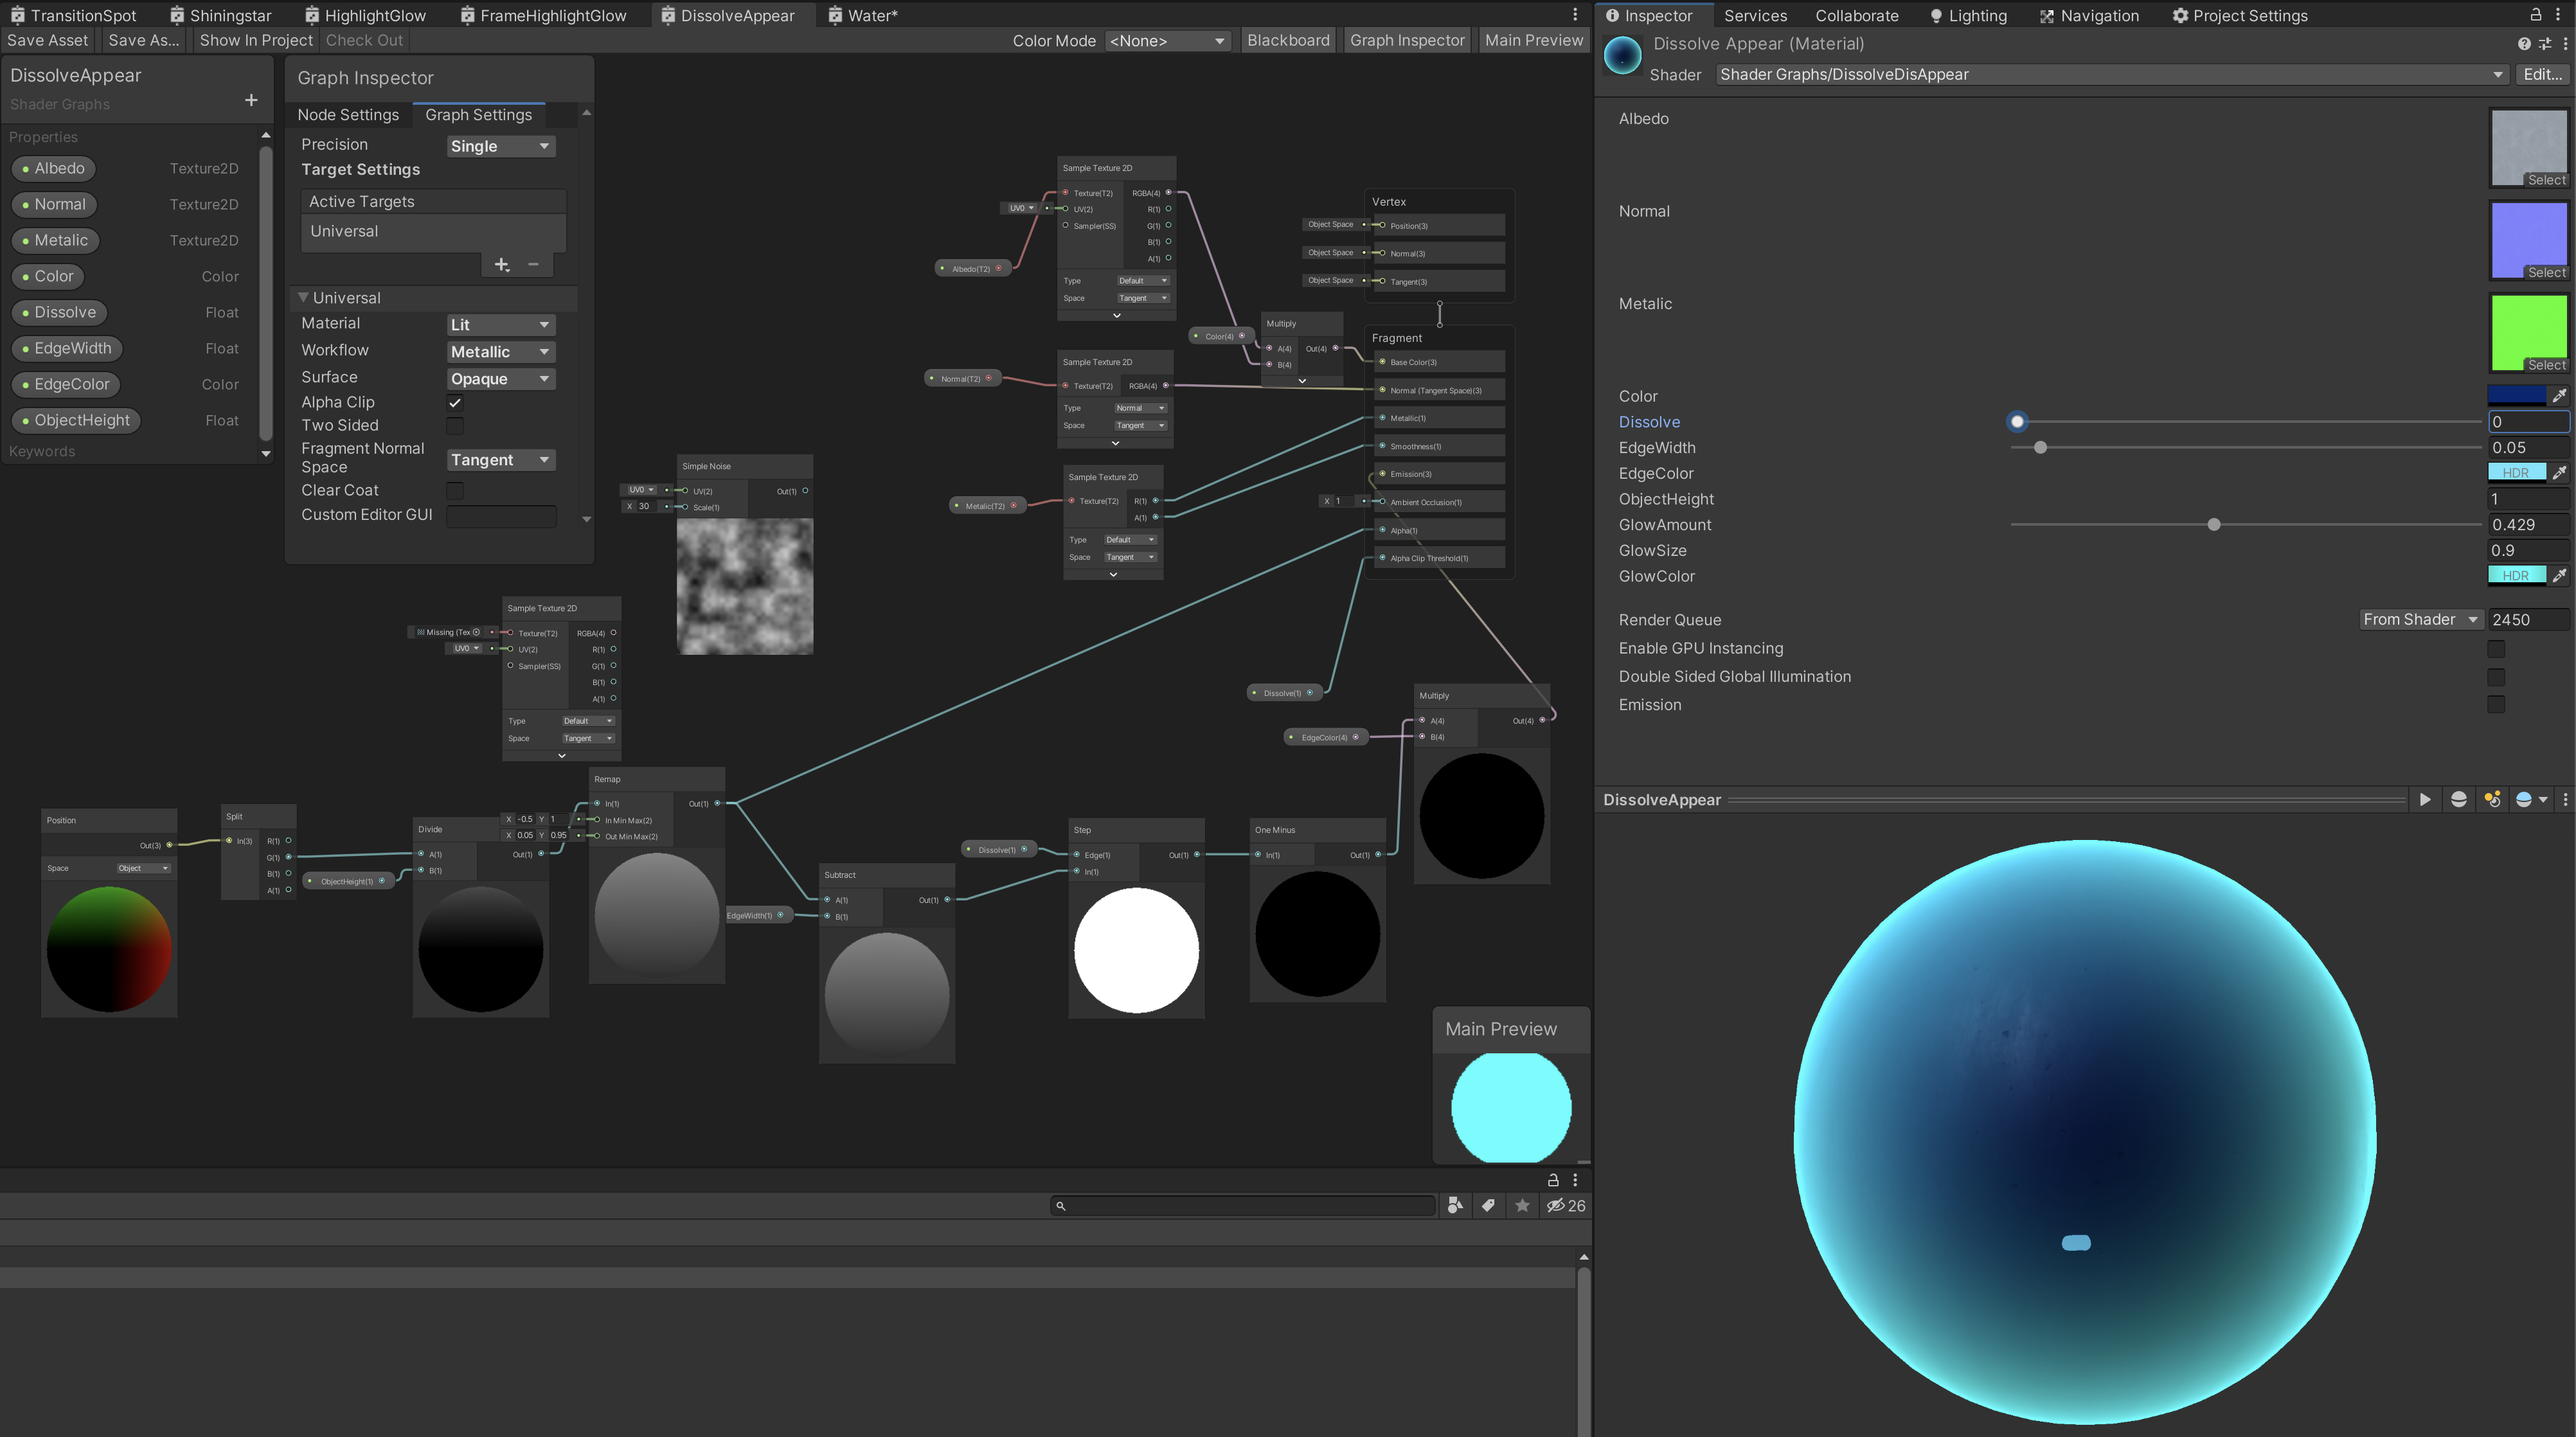 TransitionSpot
Shiningstar
HighlightGlow
FrameHighlightGlow
DissolveAppear
Water*
Save Asset
Save As...
Show In Project
Check Out
Color Mode
<None>
Blackboard
Graph Inspector
Main Preview
DissolveAppear
Shader Graphs
Properties
Albedo Texture2D
Normal Texture2D
Metalic Texture2D
Color Color
Dissolve Float
EdgeWidth Float
EdgeColor Color
ObjectHeight Float
Keywords
Graph Inspector
Node Settings
Graph Settings
Precision Single
Target Settings
Active Targets
Universal
Universal
Material Lit
Workflow Metallic
Surface Opaque
Alpha Clip
Two Sided
Fragment Normal
Space
Tangent
Clear Coat
Custom Editor GUI
Sample Texture 2D
Texture(T2) RGBA(4)
UV0
UV(2) R(1)
Sampler(SS) G(1)
B(1)
A(1)
Albedo(T2)
Type Default
Space Tangent
Vertex
Object Space Position(3)
Object Space Normal(3)
Object Space Tangent(3)
Color(4)
Multiply
A(4) Out(4)
B(4)
Fragment
Base Color(3)
Normal (Tangent Space)(3)
Metallic(1)
Smoothness(1)
Emission(3)
X 1
Ambient Occlusion(1)
Alpha(1)
Alpha Clip Threshold(1)
Normal(T2)
Sample Texture 2D
Texture(T2) RGBA(4)
Type Normal
Space Tangent
Metalic(T2)
Sample Texture 2D
Texture(T2) R(1)
A(1)
Type Default
Space Tangent
Simple Noise
UV0
UV(2) Out(1)
X 30
Scale(1)
Sample Texture 2D
Missing (Tex
Texture(T2) RGBA(4)
UV0
UV(2) R(1)
Sampler(SS) G(1)
B(1)
A(1)
Type Default
Space Tangent
Dissolve(1)
EdgeColor(4)
Multiply
A(4) Out(4)
B(4)
Position
Out(3)
Space Object
Split
In(3) R(1)
G(1)
B(1)
A(1)
ObjectHeight(1)
Divide
A(1) Out(1)
B(1)
Remap
In(1) Out(1)
X -0.5 Y 1
In Min Max(2)
X 0.05 Y 0.95
Out Min Max(2)
EdgeWidth(1)
Subtract
A(1) Out(1)
B(1)
Dissolve(1)
Step
Edge(1) Out(1)
In(1)
One Minus
In(1) Out(1)
Main Preview
26
Inspector
Services
Collaborate
Lighting
Navigation
Project Settings
Dissolve Appear (Material)
Shader
Shader Graphs/DissolveDisAppear
Edit...
Albedo
Select
Normal
Select
Metalic
Select
Color
Dissolve 0
EdgeWidth 0.05
EdgeColor HDR
ObjectHeight 1
GlowAmount 0.429
GlowSize 0.9
GlowColor HDR
Render Queue From Shader 2450
Enable GPU Instancing
Double Sided Global Illumination
Emission
DissolveAppear